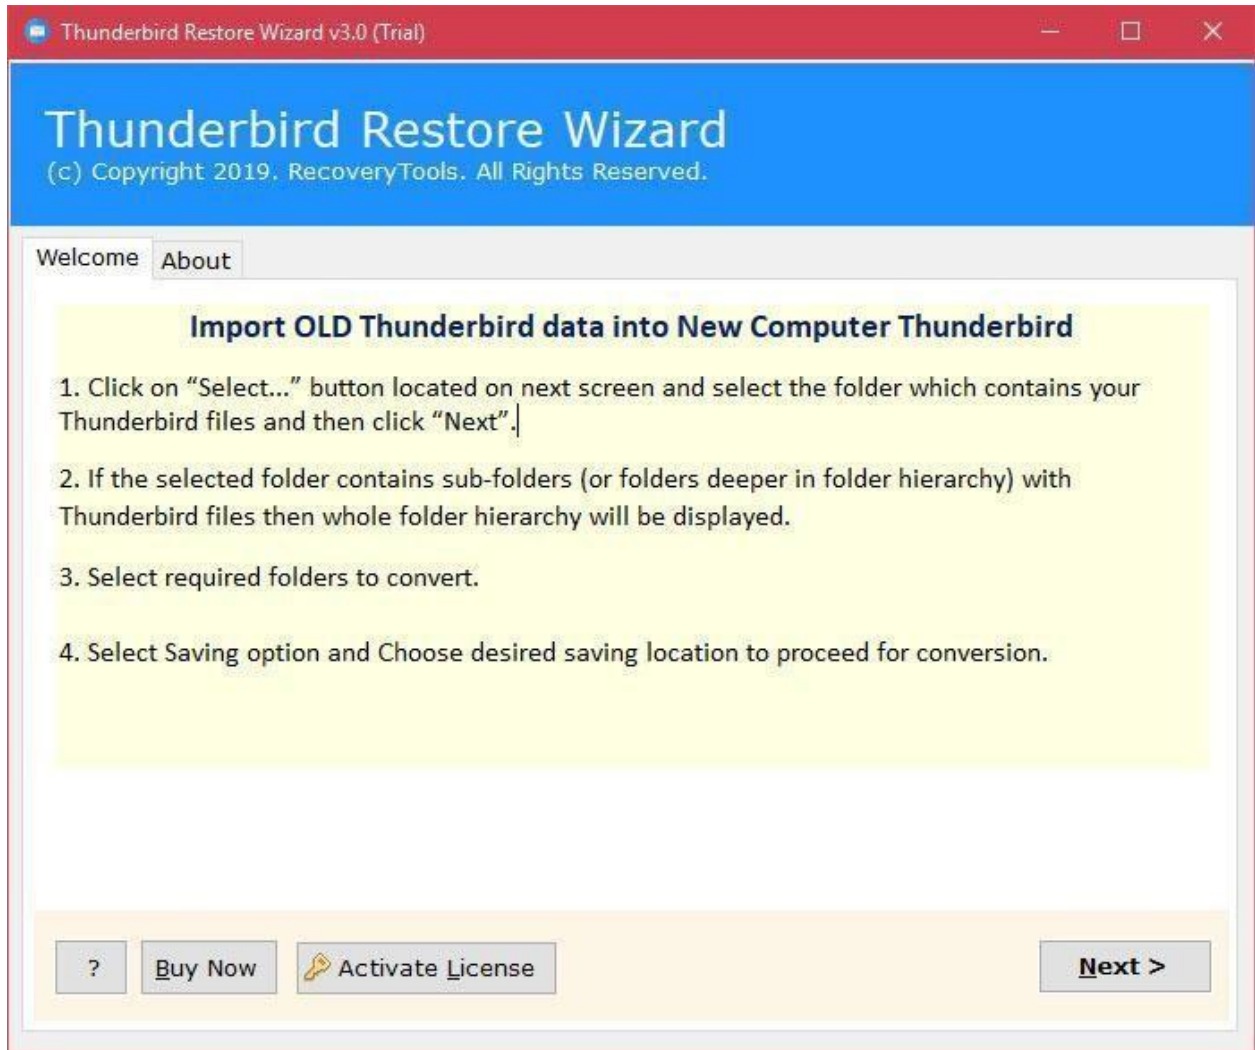 Thunderbird Restore Wizard v3.0 (Trial)
Thunderbird Restore Wizard
(c) Copyright 2019. RecoveryTools. All Rights Reserved.
Welcome About
Import OLD Thunderbird data into New Computer Thunderbird
1. Click on “Select...” button located on next screen and select the folder which contains your
Thunderbird files and then click “Next”.
2. If the selected folder contains sub-folders (or folders deeper in folder hierarchy) with
Thunderbird files then whole folder hierarchy will be displayed.
3. Select required folders to convert.
4. Select Saving option and Choose desired saving location to proceed for conversion.
? Buy Now Activate License Next >